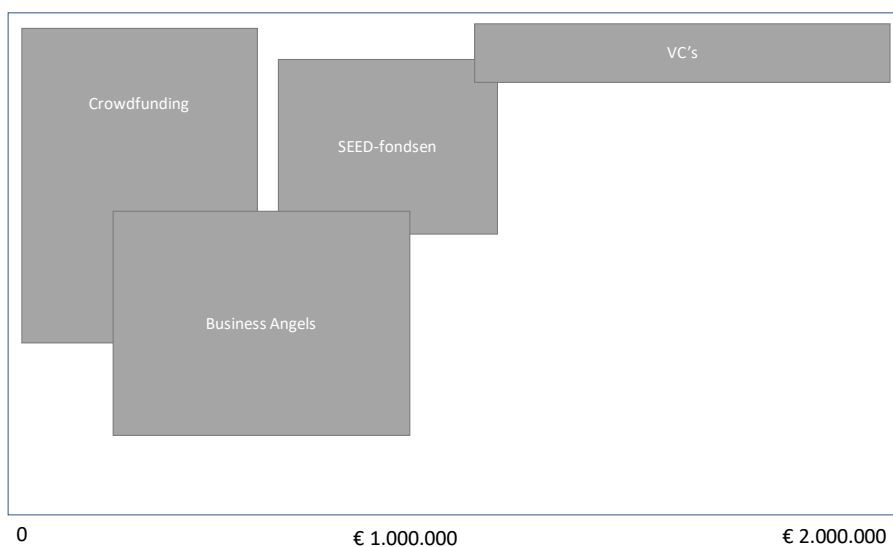 VC’s
Crowdfunding
SEED-fondsen
Business Angels
0
€ 1.000.000
€ 2.000.000